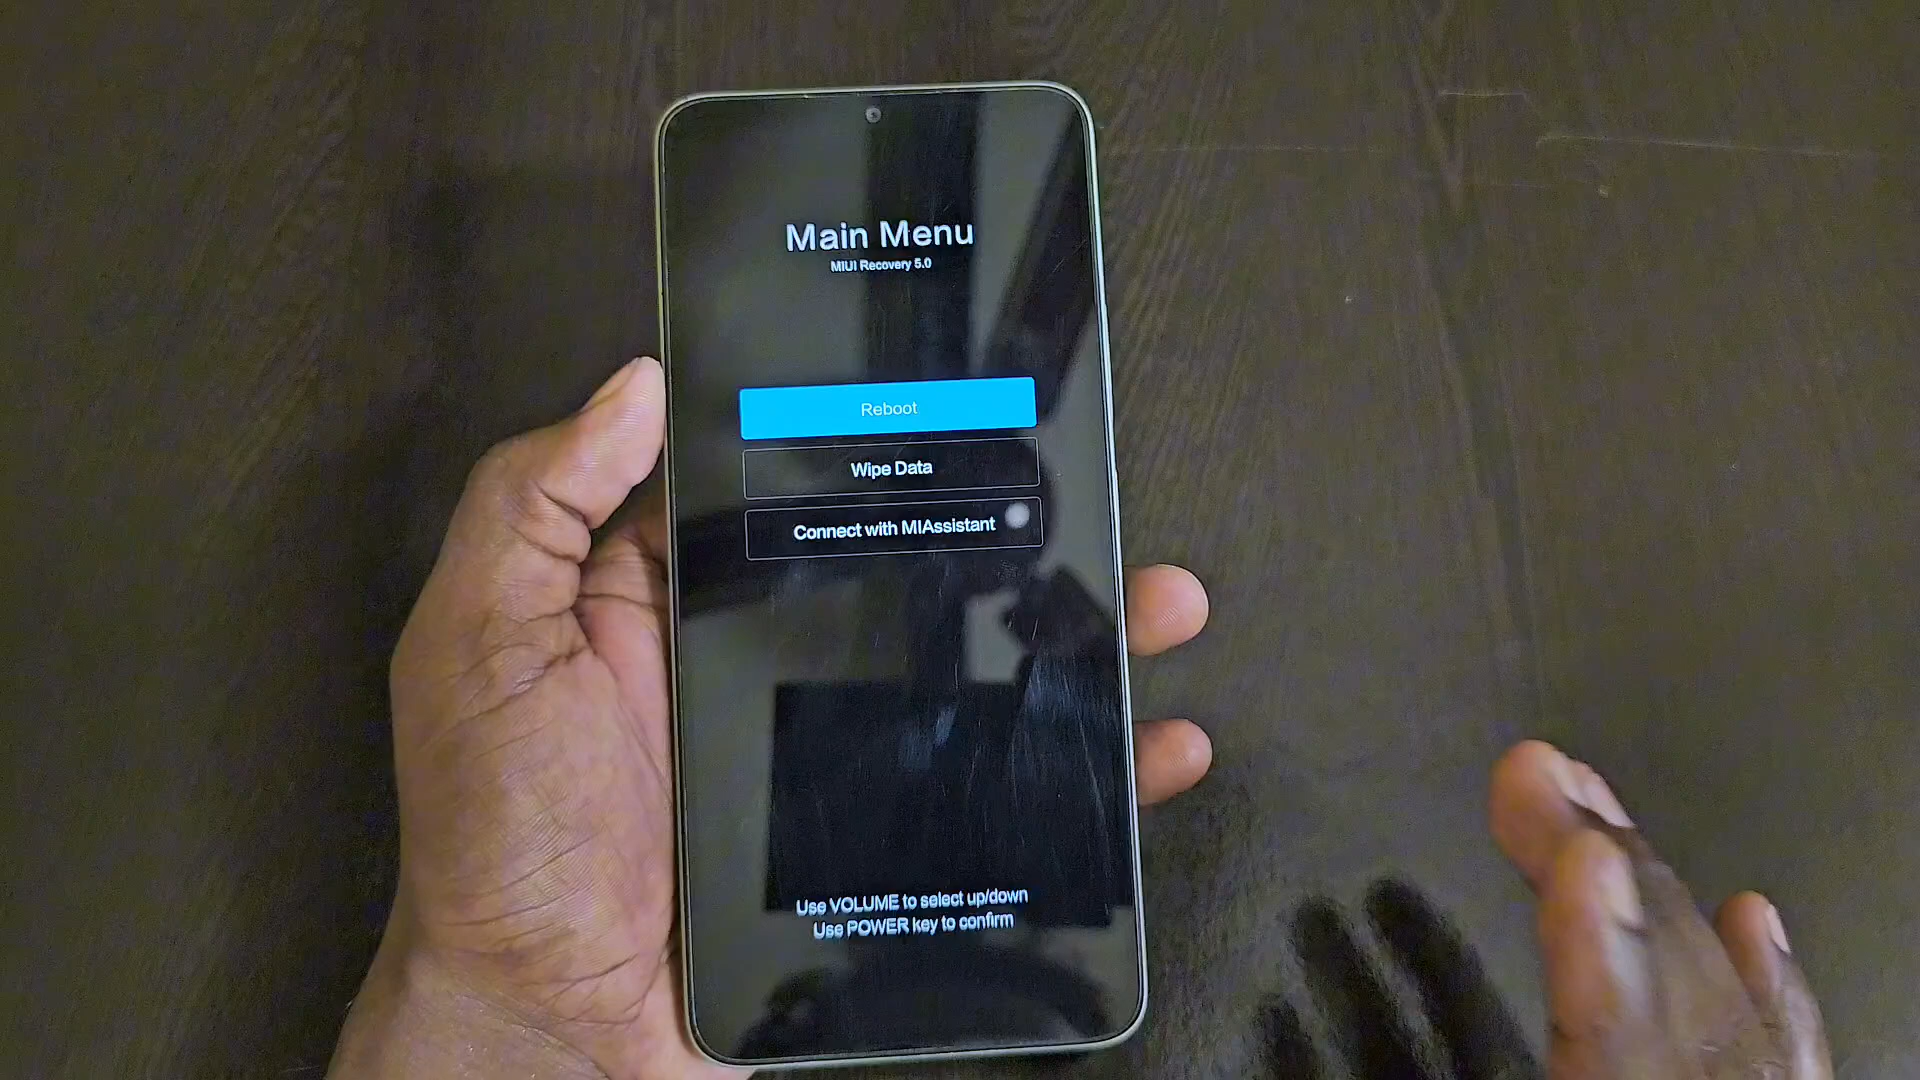 Main Menu
MIUI Recovery 5.0
Reboot
Wipe Data
Connect with MIAssistant
Use VOLUME to select up/down
Use POWER key to confirm